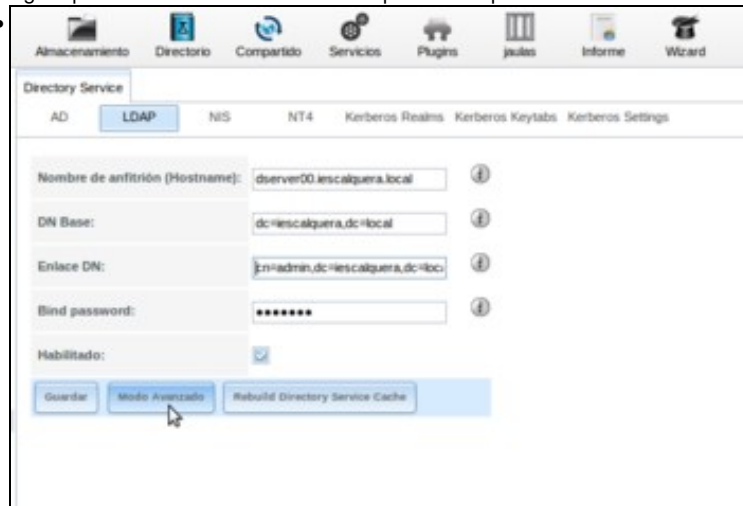 Almacenamiento Directorio Compartido Servicios Plugins jaulas Informe Wizard
Directory Service
AD LDAP NIS NT4 Kerberos Realms Kerberos Keytabs Kerberos Settings
Nombre de anfitrión (Hostname): dserver00.iescalquera.local
DN Base: dc=iescalquera,dc=local
Enlace DN: cn=admin,dc=iescalquera,dc=loc
Bind password: •••••••
Habilitado:
Guardar Modo Avanzado Rebuild Directory Service Cache